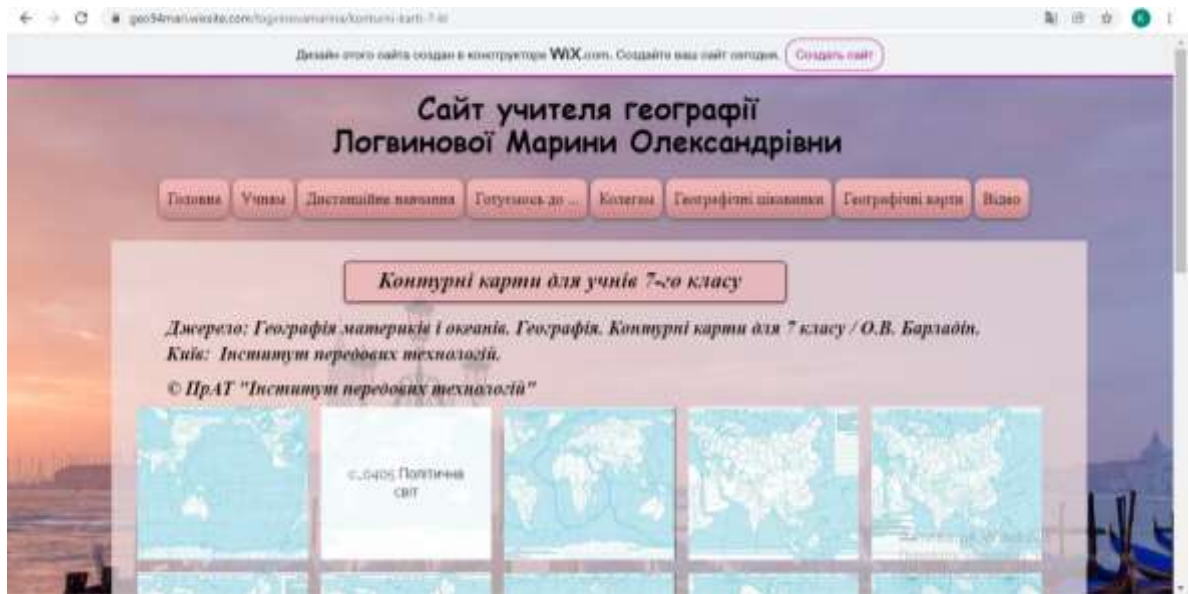 Дизайн этого сайта создан в конструкторе WiX.com. Создайте ваш сайт сегодня. Создать сайт
Сайт учителя географії
Логвинової Марини Олександрівни
Головна Учням Дистанційне навчання Готуємось до ... Колегам Географічні цікавинки Географічні карти Відео
Контурні карти для учнів 7-го класу
Джерело: Географія материків і океанів. Географія. Контурні карти для 7 класу / О.В. Барладін.
Київ: Інститут передових технологій.
© ПрАТ "Інститут передових технологій"
c_0405 Політична
світ